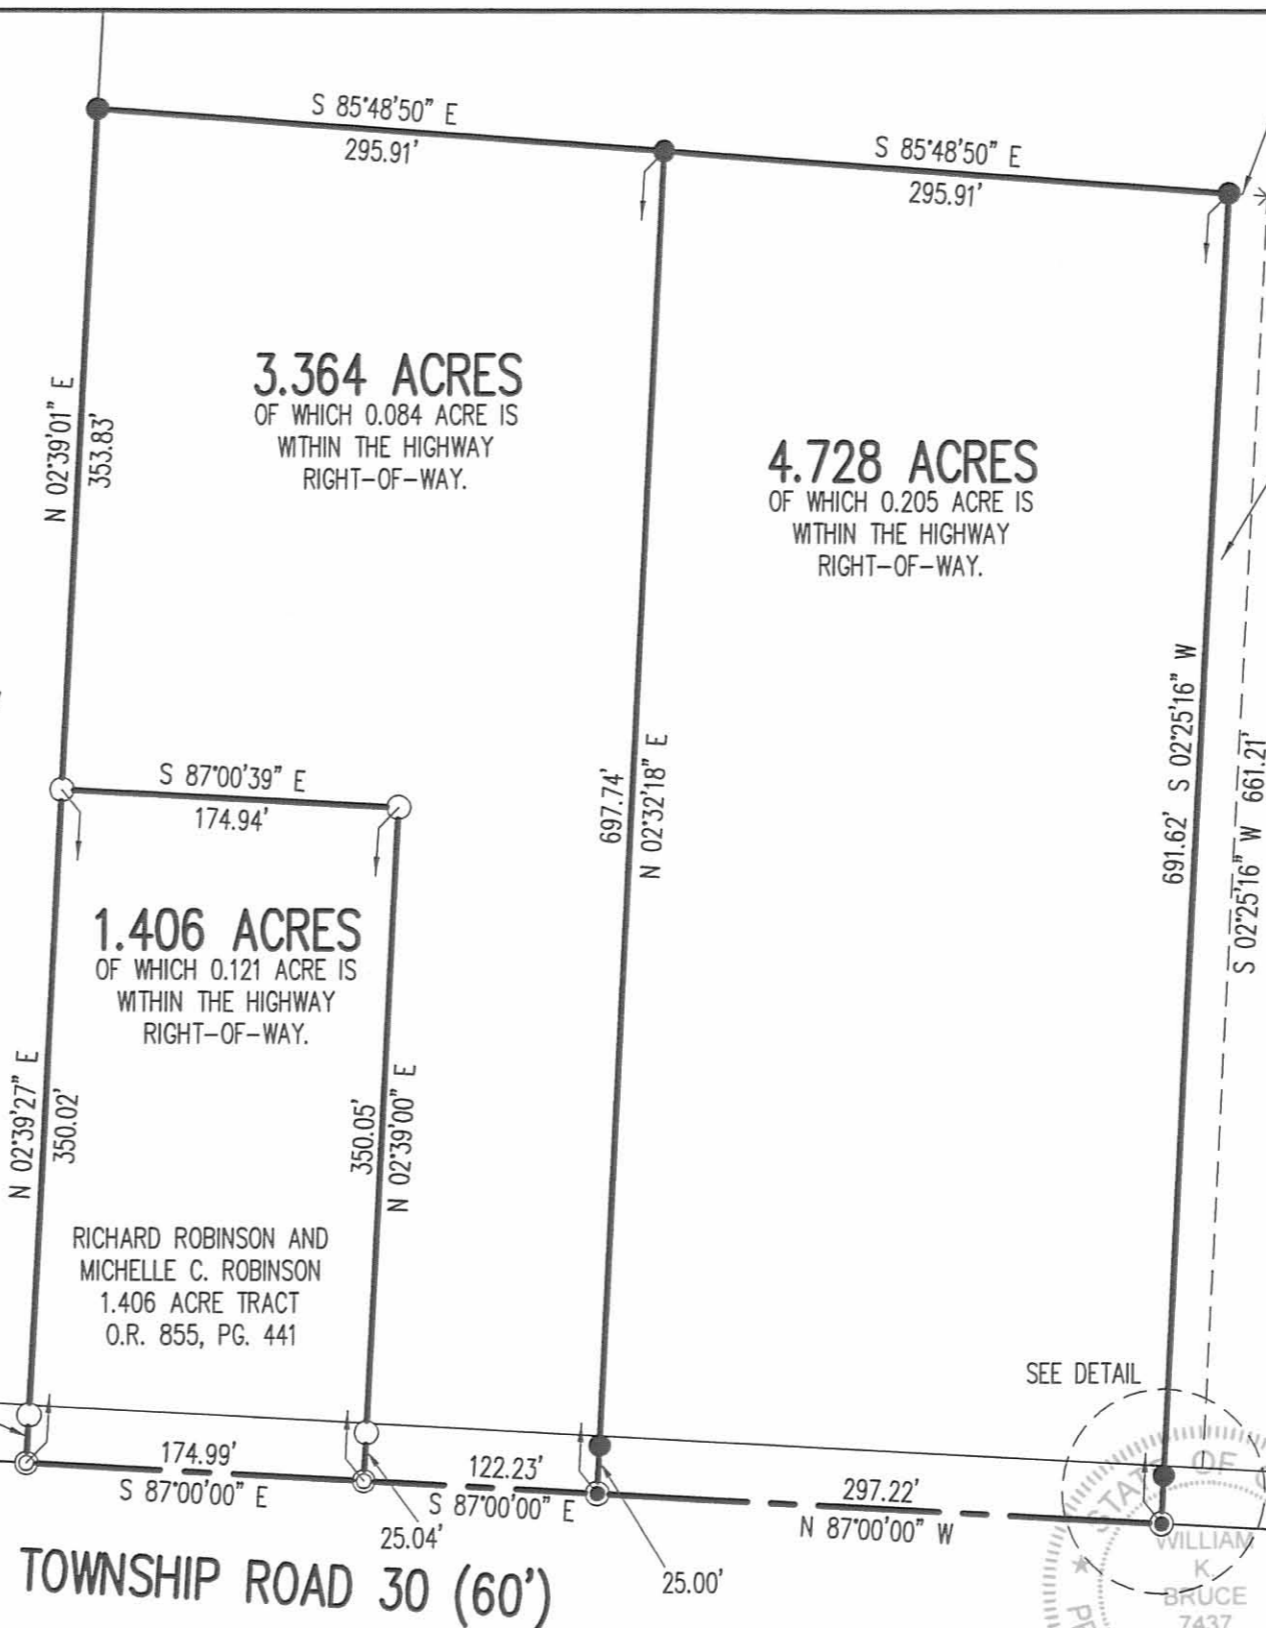 S 85°48'50" E
295.91'
S 85°48'50" E
295.91'
N 02°39'01" E
353.83'
3.364 ACRES
OF WHICH 0.084 ACRE IS
WITHIN THE HIGHWAY
RIGHT-OF-WAY.
4.728 ACRES
OF WHICH 0.205 ACRE IS
WITHIN THE HIGHWAY
RIGHT-OF-WAY.
S 87°00'39" E
174.94'
697.74'
N 02°32'18" E
691.62' S 02°25'16" W
S 02°25'16" W 661.21'
1.406 ACRES
OF WHICH 0.121 ACRE IS
WITHIN THE HIGHWAY
RIGHT-OF-WAY.
N 02°39'27" E
350.02'
350.05'
N 02°39'00" E
RICHARD ROBINSON AND
MICHELLE C. ROBINSON
1.406 ACRE TRACT
O.R. 855, PG. 441
SEE DETAIL
174.99'
S 87°00'00" E
122.23'
S 87°00'00" E
297.22'
N 87°00'00" W
25.04'
25.00'
TOWNSHIP ROAD 30 (60')
STATE OF
WILLIAM
K.
BRUCE
7437